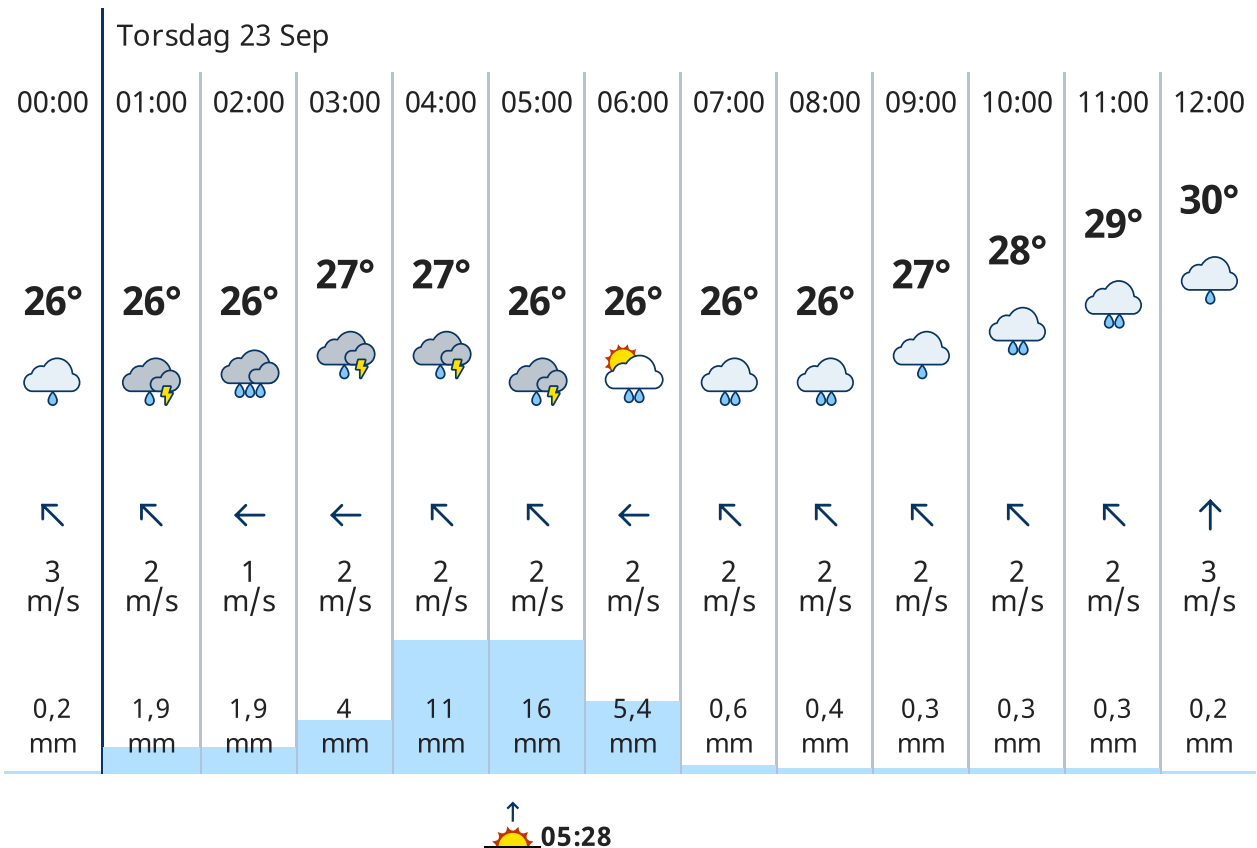 Torsdag 23 Sep
00:00 01:00 02:00 03:00 04:00 05:00 06:00 07:00 08:00 09:00 10:00 11:00 12:00
26° 26° 26° 27° 27° 26° 26° 26° 26° 27° 28° 29° 30°
3 2 1 2 2 2 2 2 2 2 2 2 3
m/s m/s m/s m/s m/s m/s m/s m/s m/s m/s m/s m/s m/s
0,2 1,9 1,9 4 11 16 5,4 0,6 0,4 0,3 0,3 0,3 0,2
mm mm mm mm mm mm mm mm mm mm mm mm mm
05:28